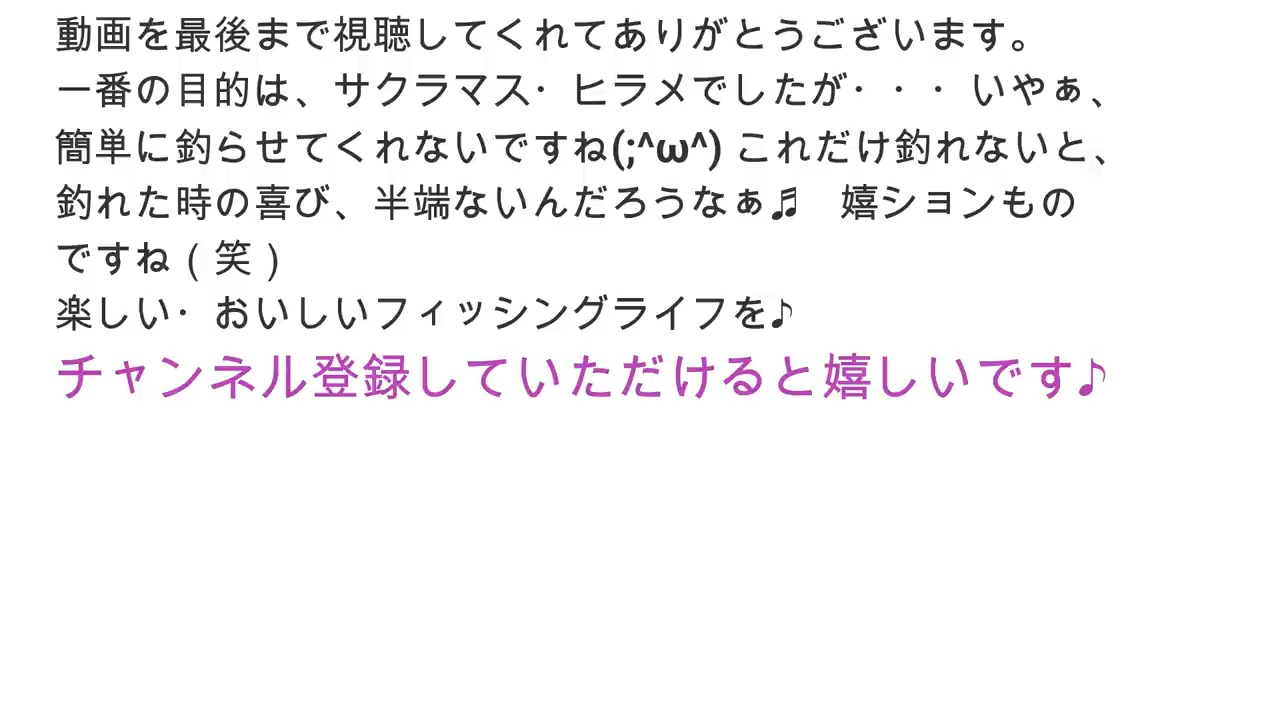 動画を最後まで視聴してくれてありがとうございます。
一番の目的は、サクラマス・ヒラメでしたが・・・いやぁ、
簡単に釣らせてくれないですね(;^ω^) これだけ釣れないと、
釣れた時の喜び、半端ないんだろうなぁ♬　嬉ションもの
ですね（笑）
楽しい・おいしいフィッシングライフを♪
チャンネル登録していただけると嬉しいです♪